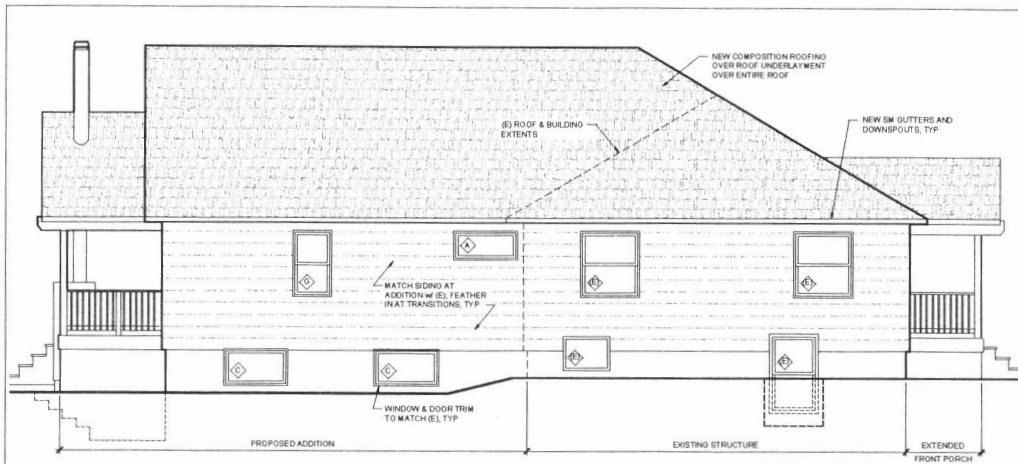 NEW COMPOSITION ROOFING
OVER ROOF UNDERLAYMENT
OVER ENTIRE ROOF
(E) ROOF & BUILDING
EXTENTS
NEW SM GUTTERS AND
DOWNSPOUTS, TYP
A
G
(E)
(E)
MATCH SIDING AT
ADDITION w/ (E), FEATHER
IN AT TRANSITIONS, TYP
(E)
(E)
C
C
WINDOW & DOOR TRIM
TO MATCH (E), TYP
PROPOSED ADDITION
EXISTING STRUCTURE
EXTENDED
FRONT PORCH